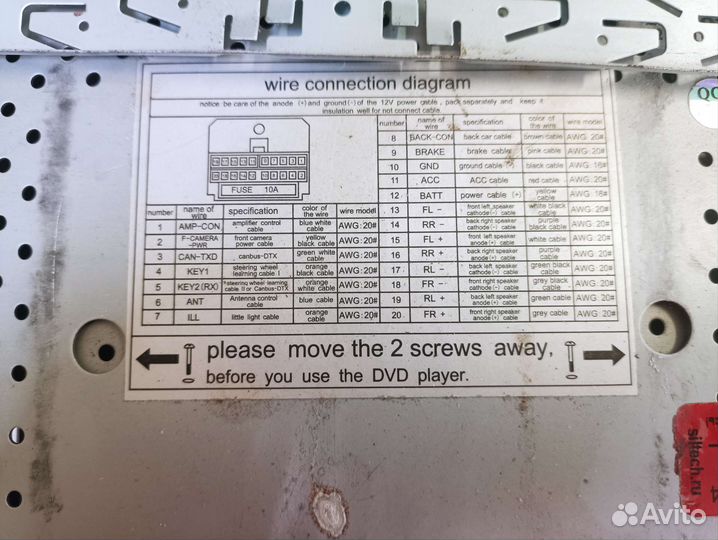 wire connection diagram
notice be care of the anode (+) and ground(-) of the 12V power cable , pack separately and keep it
insulation well for not connect cable.
FUSE 10A
number name of wire specification color of the wire wire model
1 AMP-CON amplifier control cable blue white cable AWG:20#
2 F-CAMERA-PWR front camera power cable yellow black cable AWG:20#
3 CAN-TXD canbus-DTX green white cable AWG:20#
4 KEY1 steering wheel learning cable I orange black cable AWG:20#
5 KEY2(RX) steering wheel learning cable II or Canbus-DTX orange white cable AWG:20#
6 ANT Antenna control cable blue cable AWG:20#
7 ILL little light cable orange cable AWG:20#
number name of wire specification color of the wire wire model
8 BACK-CON back car cable brown cable AWG: 20#
9 BRAKE brake cable pink cable AWG: 20#
10 GND ground cable(-) black cable AWG: 18#
11 ACC ACC cable red cable AWG: 20#
12 BATT power cable (+) yellow cable AWG: 18#
13 FL - front left speaker cathode(-) cable white black cable AWG: 20#
14 RR - back right speaker cathode(-) cable purple black cable AWG: 20#
15 FL + front left speaker anode(+) cable white cable AWG: 20#
16 RR + back right speaker anode(+) cable purple cable AWG: 20#
17 RL - back left speaker cathode(-) cable green black cable AWG: 20#
18 FR - front right speaker cathode(-) cable grey black cable AWG: 20#
19 RL + back left speaker anode(+) cable green cable AWG: 20#
20 FR + front right speaker anode(+) cable grey cable AWG: 20#
please move the 2 screws away,
before you use the DVD player.
siltech.ru
Avito